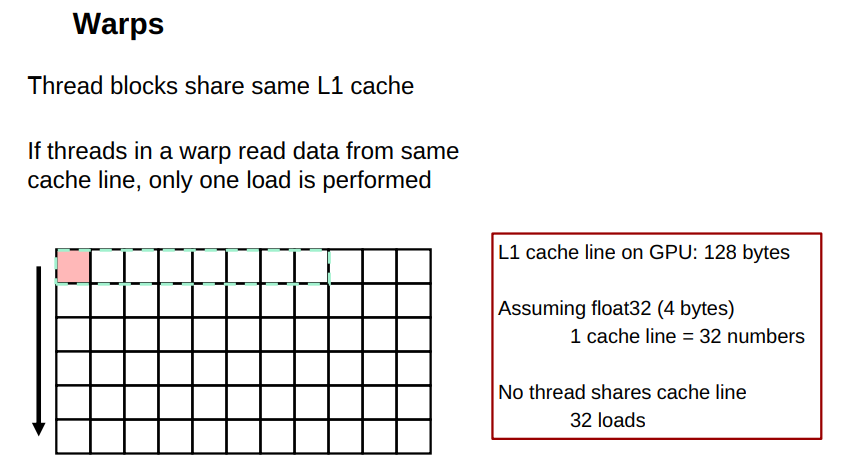 Warps
Thread blocks share same L1 cache
If threads in a warp read data from same
cache line, only one load is performed
L1 cache line on GPU: 128 bytes
Assuming float32 (4 bytes)
1 cache line = 32 numbers
No thread shares cache line
32 loads